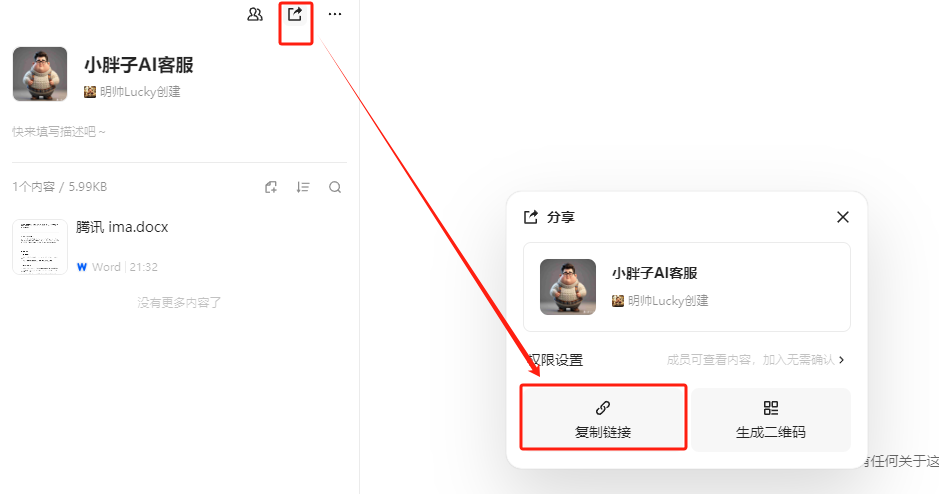 小胖子AI客服
明帅Lucky创建
快来填写描述吧~
1个内容 / 5.99KB
腾讯 ima.docx
W Word | 21:32
没有更多内容了
分享
小胖子AI客服
明帅Lucky创建
权限设置
成员可查看内容，加入无需确认
复制链接
生成二维码
有任何关于这